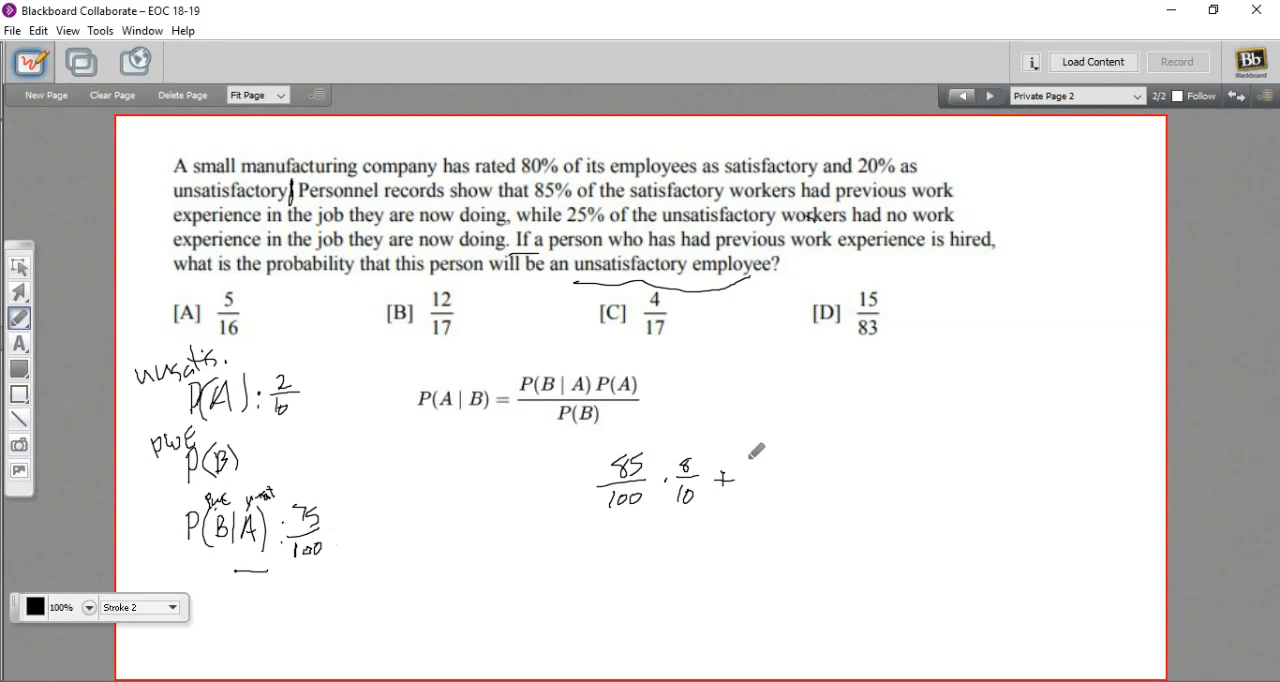 Blackboard Collaborate – EOC 18-19
File Edit View Tools Window Help
Load Content Record Bb
Blackboard
New Page Clear Page Delete Page Fit Page Private Page 2 2/2 Follow
A small manufacturing company has rated 80% of its employees as satisfactory and 20% as
unsatisfactory. Personnel records show that 85% of the satisfactory workers had previous work
experience in the job they are now doing, while 25% of the unsatisfactory workers had no work
experience in the job they are now doing. If a person who has had previous work experience is hired,
what is the probability that this person will be an unsatisfactory employee?
[A] 5/16 [B] 12/17 [C] 4/17 [D] 15/83
unsatis.
P(A) : 2/10
P(A | B) = P(B | A) P(A) / P(B)
PWE
P(B)
85/100 · 8/10 +
PWE
P(B|A) : 75/100
100% Stroke 2